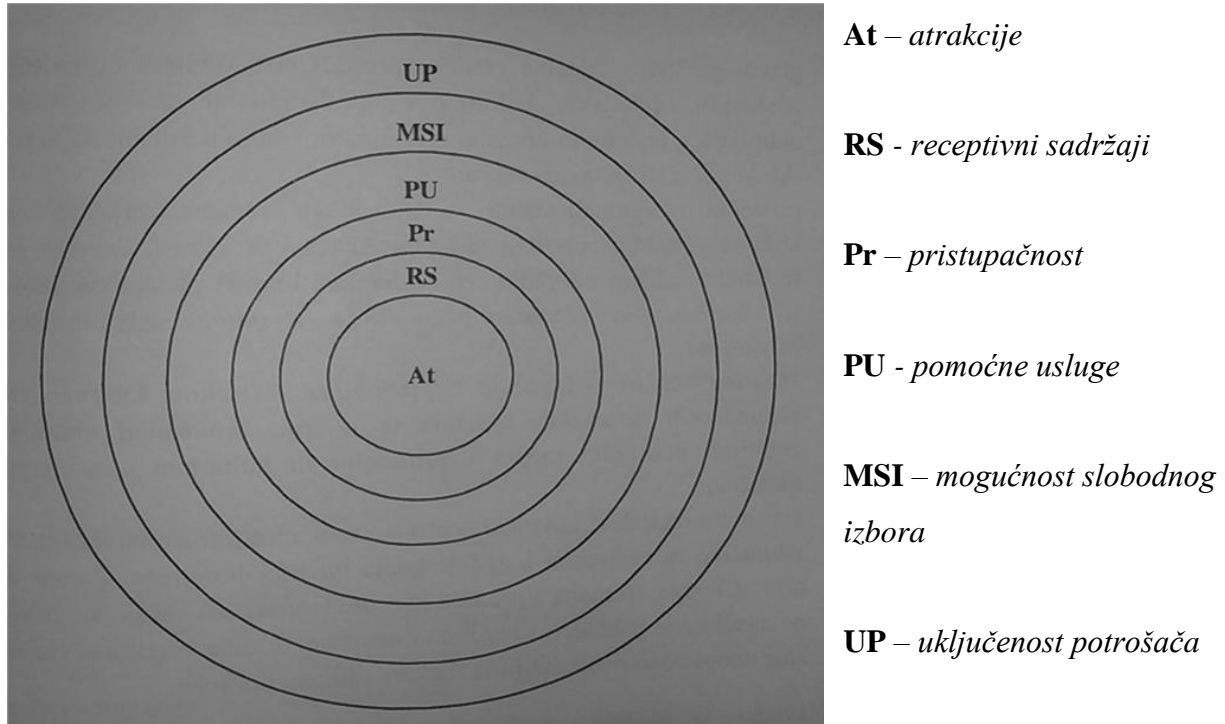 UP
MSI
PU
Pr
RS
At
At – atrakcije
RS - receptivni sadržaji
Pr – pristupačnost
PU - pomoćne usluge
MSI – mogućnost slobodnog
izbora
UP – uključenost potrošača